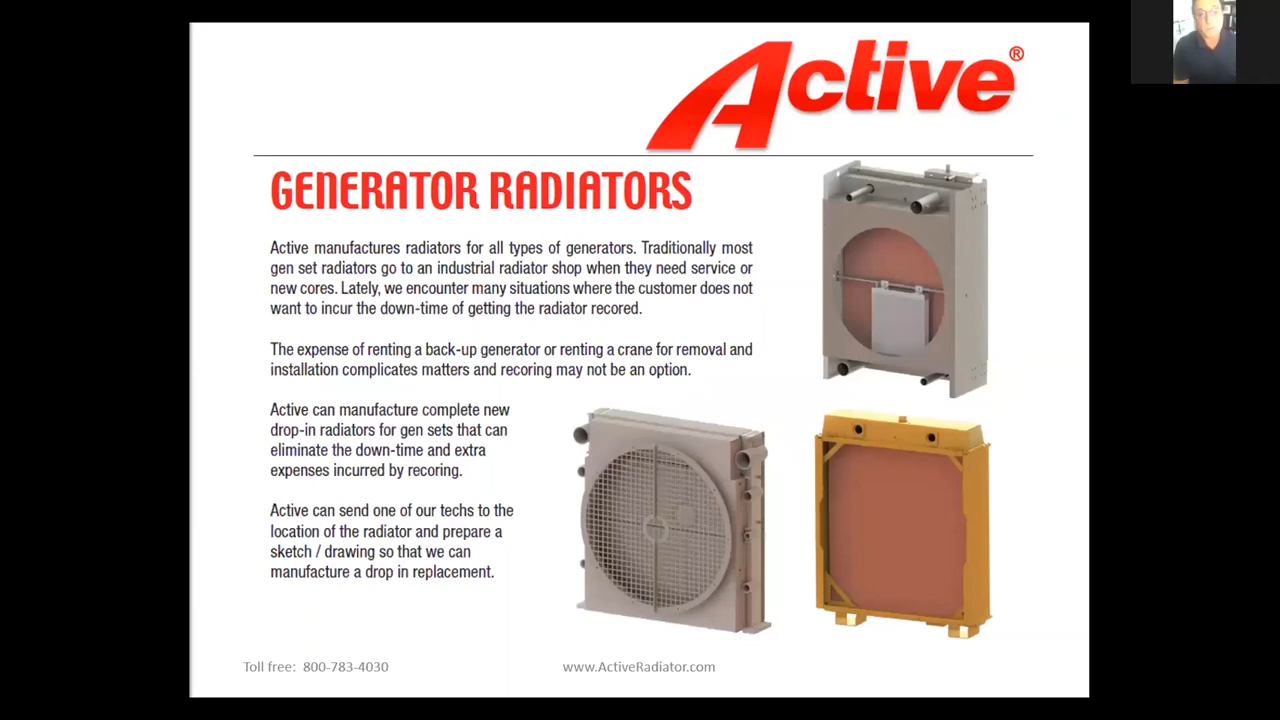 Active®
GENERATOR RADIATORS
Active manufactures radiators for all types of generators. Traditionally most
gen set radiators go to an industrial radiator shop when they need service or
new cores. Lately, we encounter many situations where the customer does not
want to incur the down-time of getting the radiator recored.
The expense of renting a back-up generator or renting a crane for removal and
installation complicates matters and recoring may not be an option.
Active can manufacture complete new
drop-in radiators for gen sets that can
eliminate the down-time and extra
expenses incurred by recoring.
Active can send one of our techs to the
location of the radiator and prepare a
sketch / drawing so that we can
manufacture a drop in replacement.
Toll free: 800-783-4030
www.ActiveRadiator.com